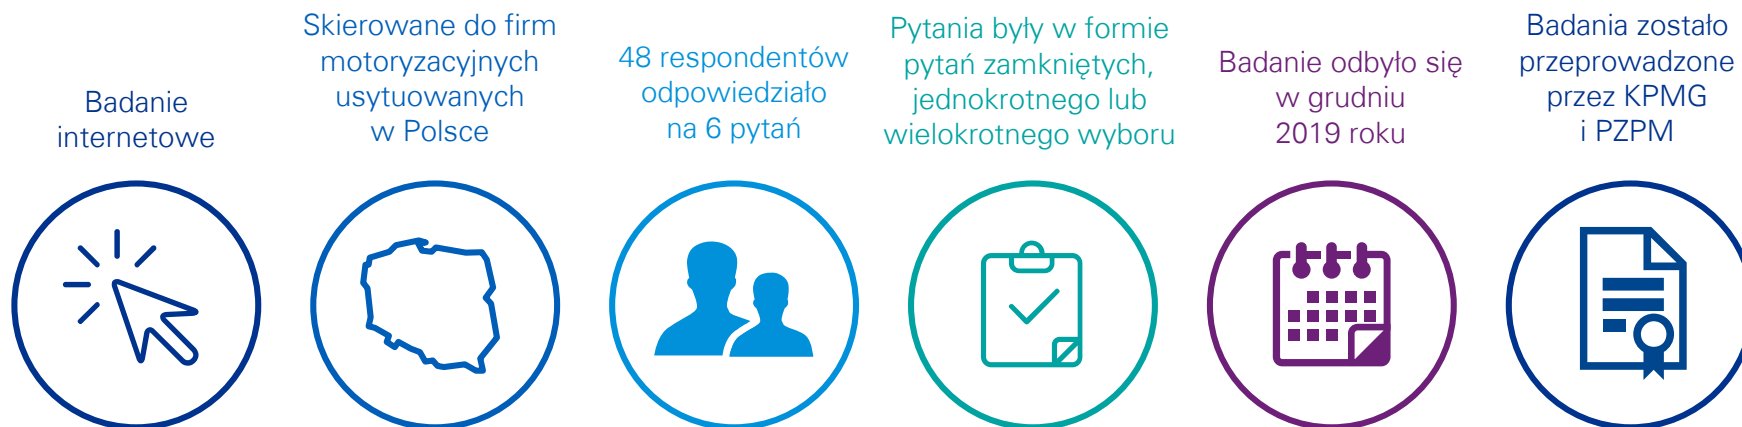 Badanie
internetowe
Skierowane do firm
motoryzacyjnych
usytuowanych
w Polsce
48 respondentów
odpowiedziało
na 6 pytań
Pytania były w formie
pytań zamkniętych,
jednokrotnego lub
wielokrotnego wyboru
Badanie odbyło się
w grudniu
2019 roku
Badania zostało
przeprowadzone
przez KPMG
i PZPM